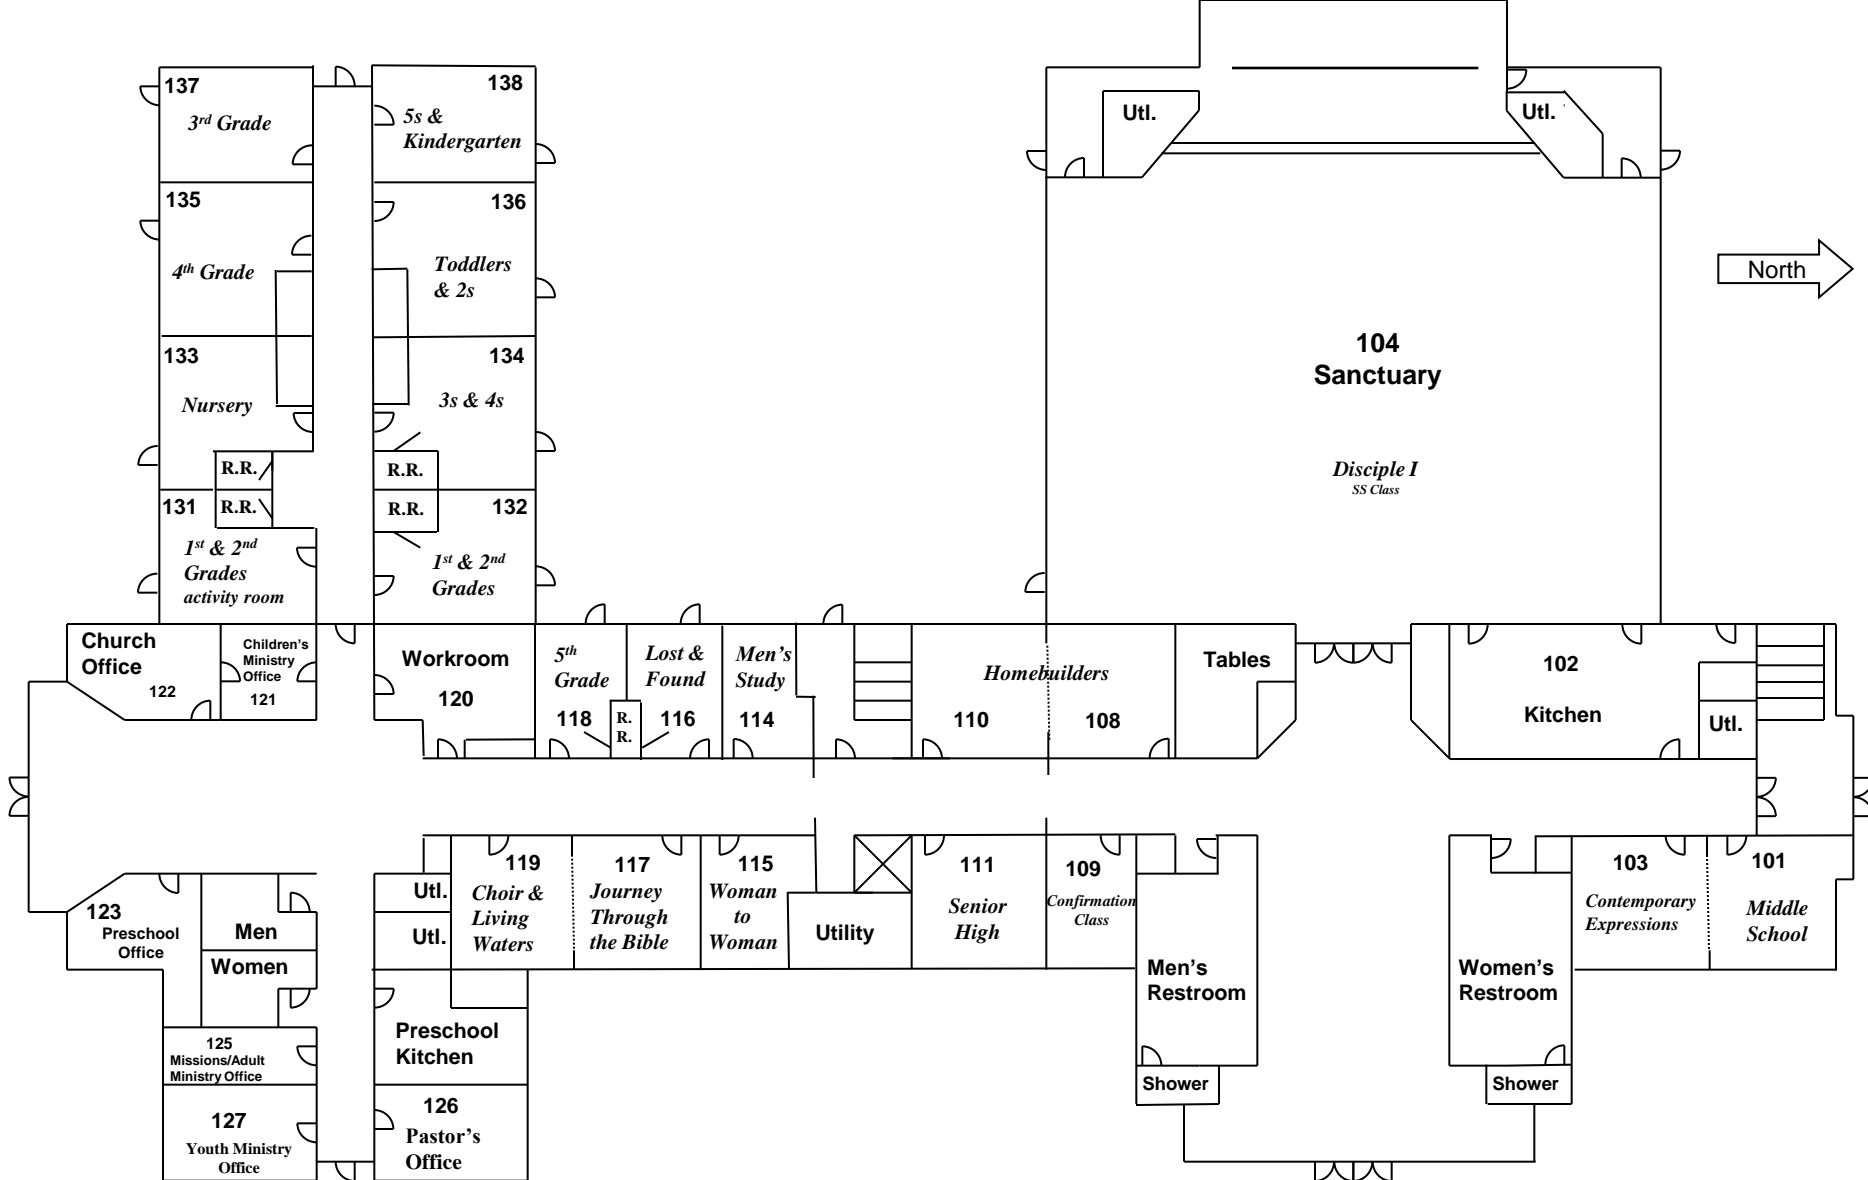 137
3rd Grade
138
5s &
Kindergarten
Utl.
Utl.
135
4th Grade
136
Toddlers
& 2s
North
133
Nursery
134
3s & 4s
104
Sanctuary
Disciple I
SS Class
R.R.
R.R.
R.R.
R.R.
131
1st & 2nd
Grades
activity room
132
1st & 2nd
Grades
Church
Office
122
Children's
Ministry
Office
121
Workroom
120
5th
Grade
118
R.
R.
Lost &
Found
116
Men's
Study
114
Homebuilders
110
108
Tables
102
Kitchen
Utl.
123
Preschool
Office
Men
Women
Utl.
Utl.
119
Choir &
Living
Waters
117
Journey
Through
the Bible
115
Woman
to
Woman
Utility
111
Senior
High
109
Confirmation
Class
Men's
Restroom
Women's
Restroom
103
Contemporary
Expressions
101
Middle
School
125
Missions/Adult
Ministry Office
Preschool
Kitchen
Shower
Shower
127
Youth Ministry
Office
126
Pastor's
Office